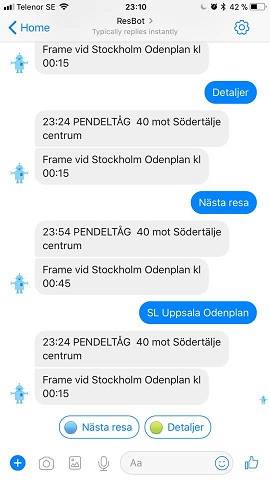 Telenor SE
23:10
42 %
Home
ResBot
Typically replies instantly
Frame vid Stockholm Odenplan kl
00:15
Detaljer
23:24 PENDELTÅG 40 mot Södertälje
centrum
Frame vid Stockholm Odenplan kl
00:15
Nästa resa
23:54 PENDELTÅG 40 mot Södertälje
centrum
Frame vid Stockholm Odenplan kl
00:45
SL Uppsala Odenplan
23:24 PENDELTÅG 40 mot Södertälje
centrum
Frame vid Stockholm Odenplan kl
00:15
Nästa resa
Detaljer
Aa